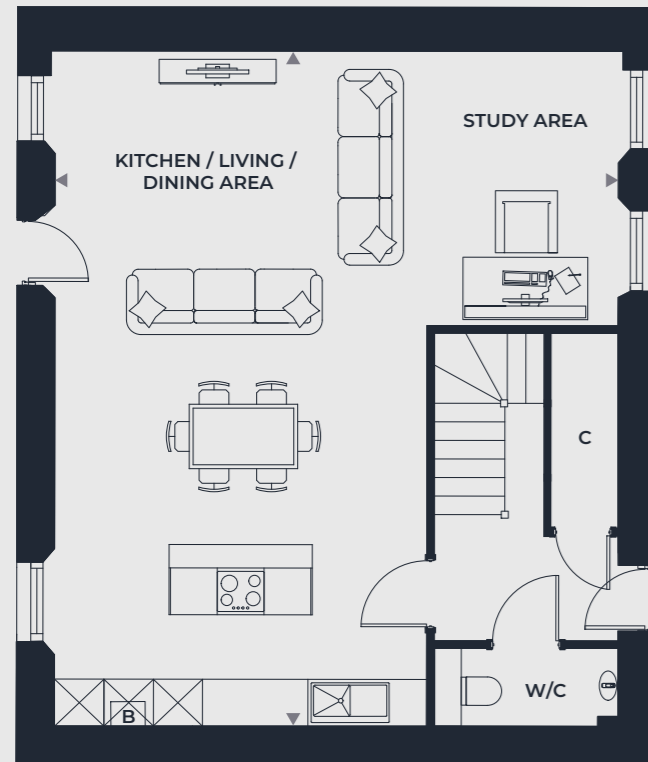 STUDY AREA
KITCHEN / LIVING /
DINING AREA
C
W/C
B